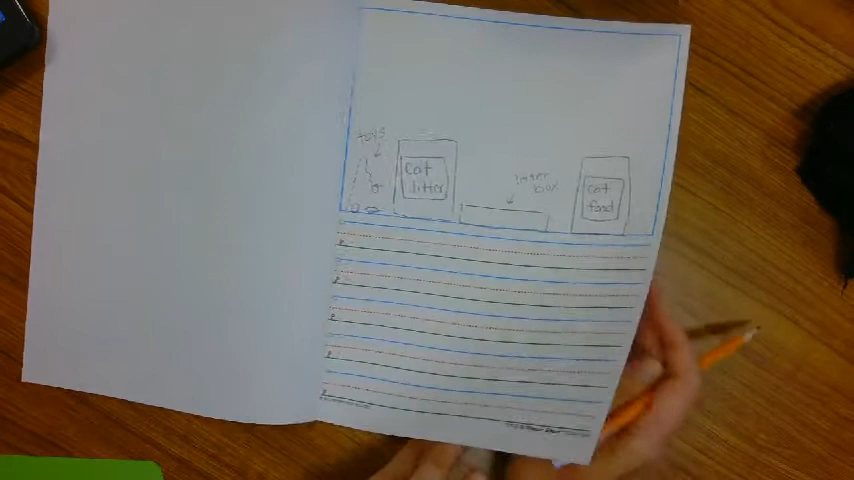 toys
cat
litter
litter
box
cat
food